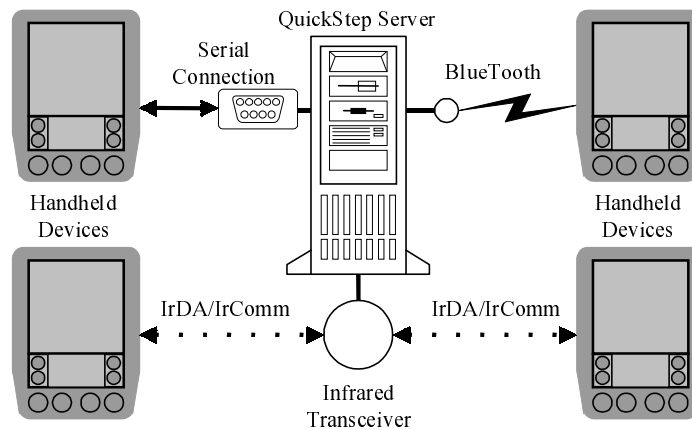 QuickStep Server
Serial
Connection
BlueTooth
Handheld
Devices
Handheld
Devices
IrDA/IrComm
IrDA/IrComm
Infrared
Transceiver